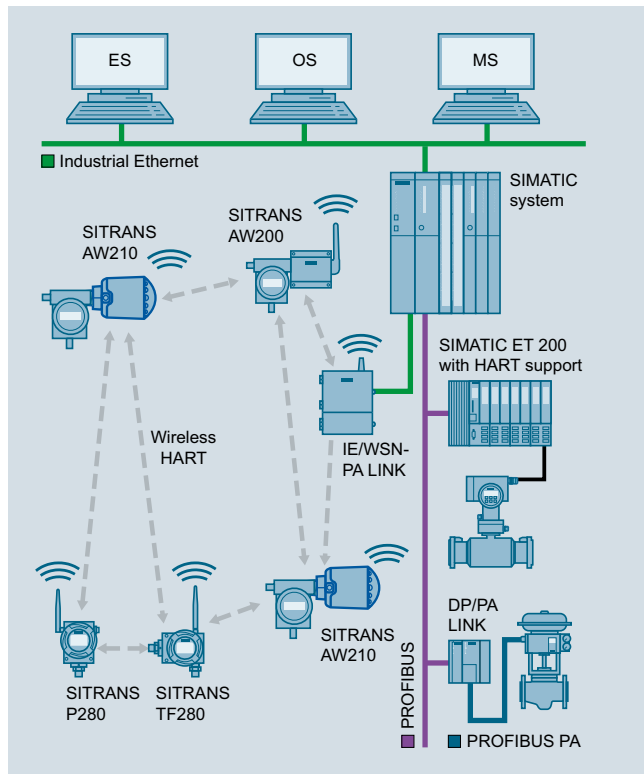 ES
OS
MS
Industrial Ethernet
SIMATIC
system
SITRANS
AW200
SITRANS
AW210
SIMATIC ET 200
with HART support
Wireless
HART
IE/WSN-
PA LINK
DP/PA
LINK
SITRANS
AW210
SITRANS
P280
SITRANS
TF280
PROFIBUS
PROFIBUS PA